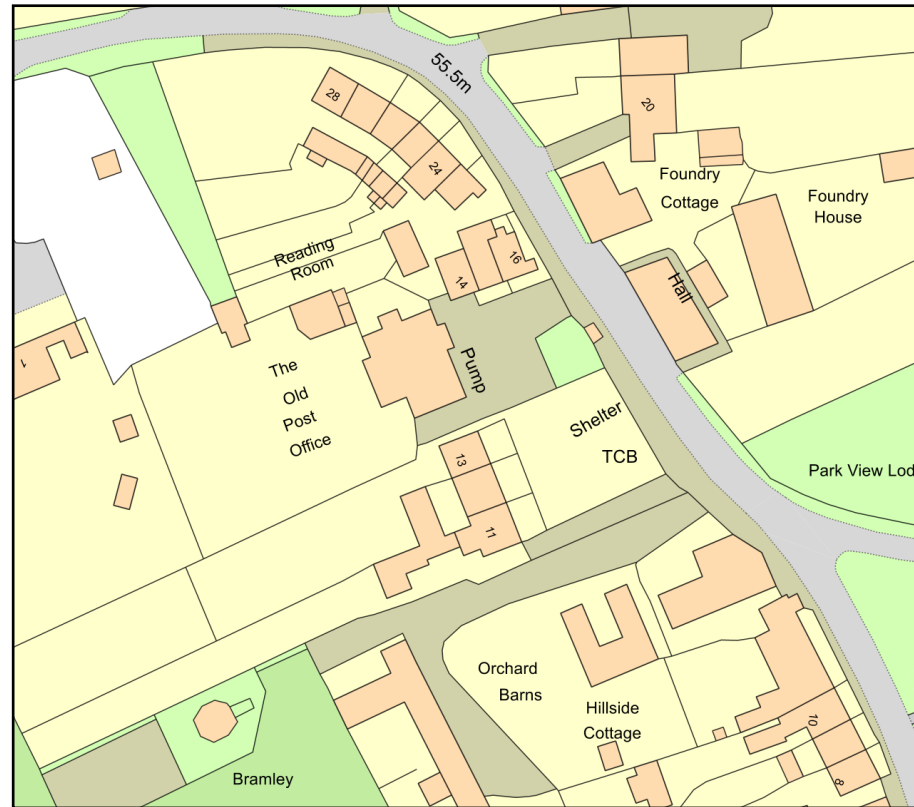 55.5m
28
20
24
Foundry
Cottage
Foundry
House
Reading
Room
16
14
Hall
The
Old
Post
Office
Pump
1
Shelter
TCB
13
11
Park View Lod
Orchard
Barns
Hillside
Cottage
10
8
Bramley